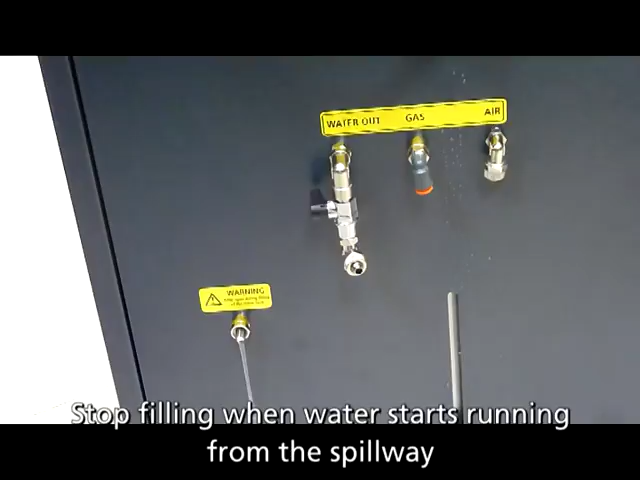 WATER OUT GAS AIR
WARNING
Stop filling when water starts running
from the spillway